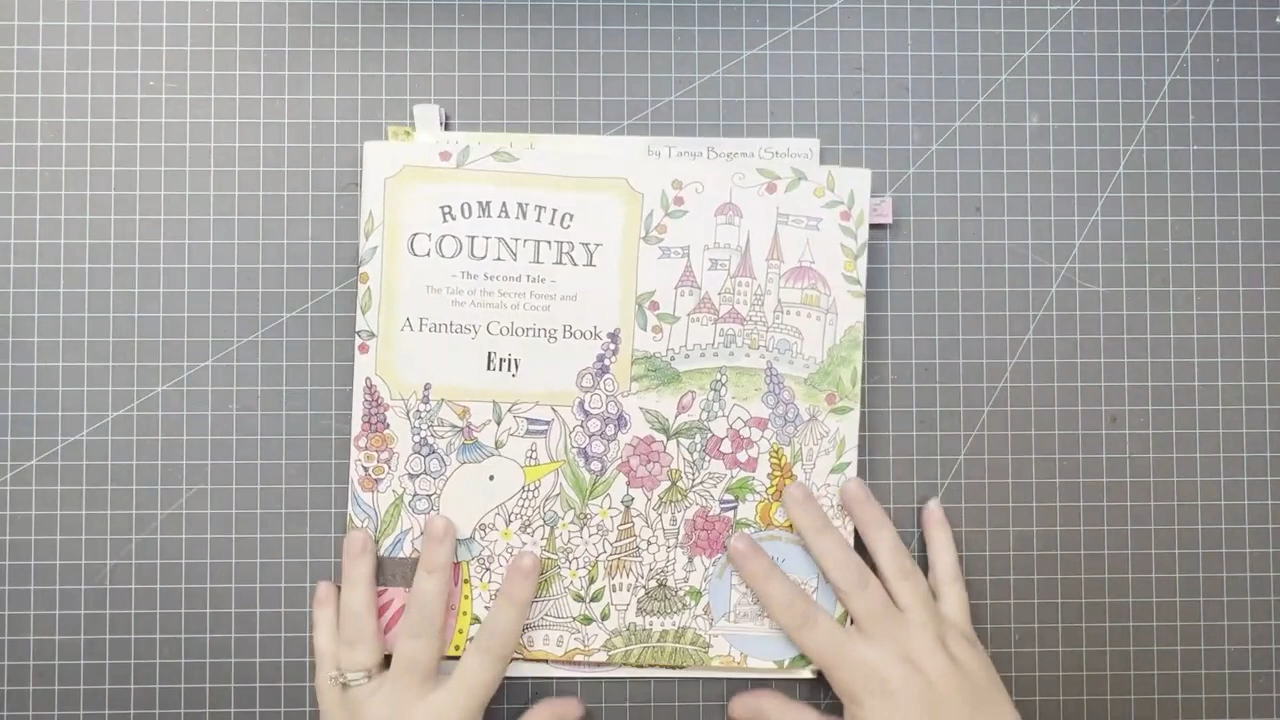 by Tanya Bogema (Stolova)
ROMANTIC
COUNTRY
– The Second Tale –
The Tale of the Secret Forest and
the Animals of Cocot
A Fantasy Coloring Book
Eriy